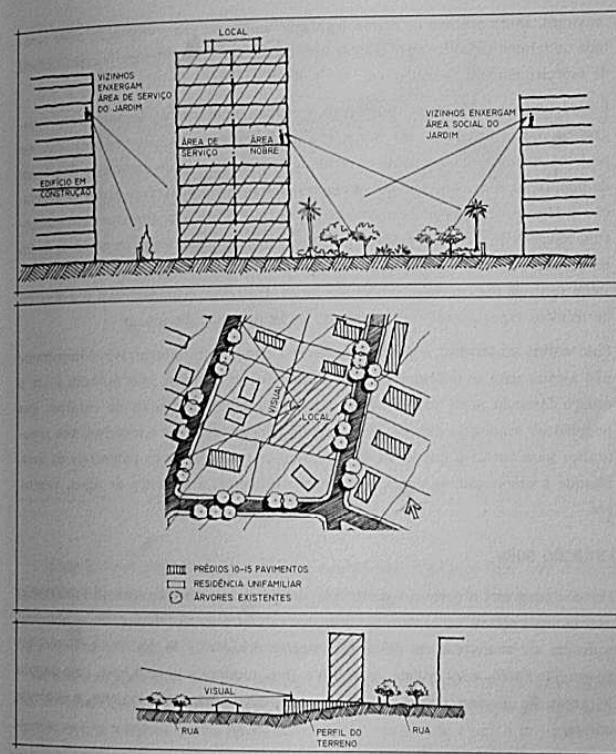 LOCAL
VIZINHOS
ENXERGAM
ÁREA DE SERVIÇO
DO JARDIM
VIZINHOS ENXERGAM
ÁREA SOCIAL DO
JARDIM
ÁREA DE
SERVIÇO
ÁREA
NOBRE
EDIFÍCIO EM
CONSTRUÇÃO
VISUAL
LOCAL
PRÉDIOS 10-15 PAVIMENTOS
RESIDÊNCIA UNIFAMILIAR
ÁRVORES EXISTENTES
VISUAL
RUA
PERFIL DO
TERRENO
RUA